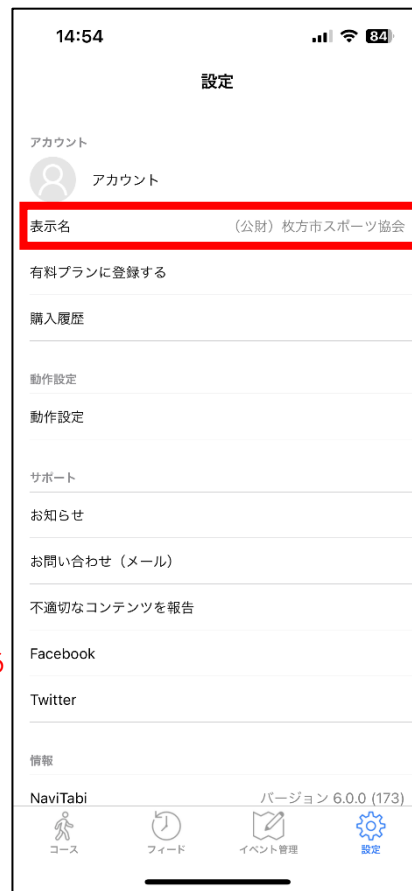 14:54
84
設定
アカウント
アカウント
表示名 （公財）枚方市スポーツ協会
有料プランに登録する
購入履歴
動作設定
動作設定
サポート
お知らせ
お問い合わせ（メール）
不適切なコンテンツを報告
Facebook
Twitter
情報
NaviTabi バージョン 6.0.0 (173)
コース フィード イベント管理 設定